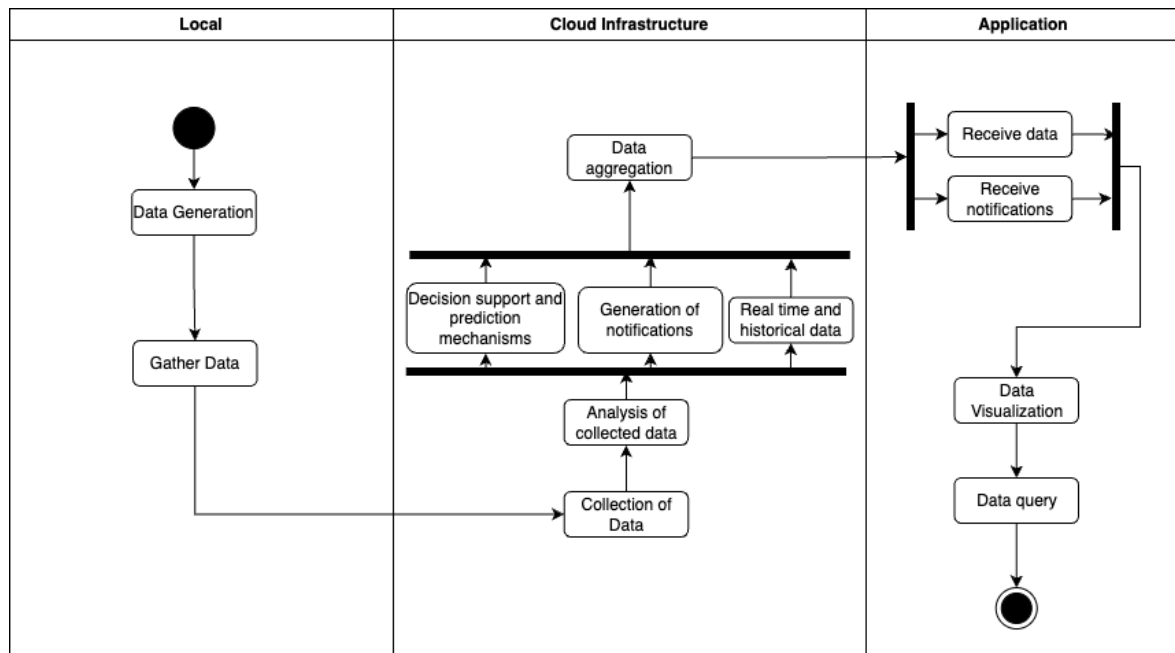 Local
Cloud Infrastructure
Application
Data Generation
Gather Data
Data
aggregation
Decision support and
prediction
mechanisms
Generation of
notifications
Real time and
historical data
Analysis of
collected data
Collection of
Data
Receive data
Receive
notifications
Data
Visualization
Data query